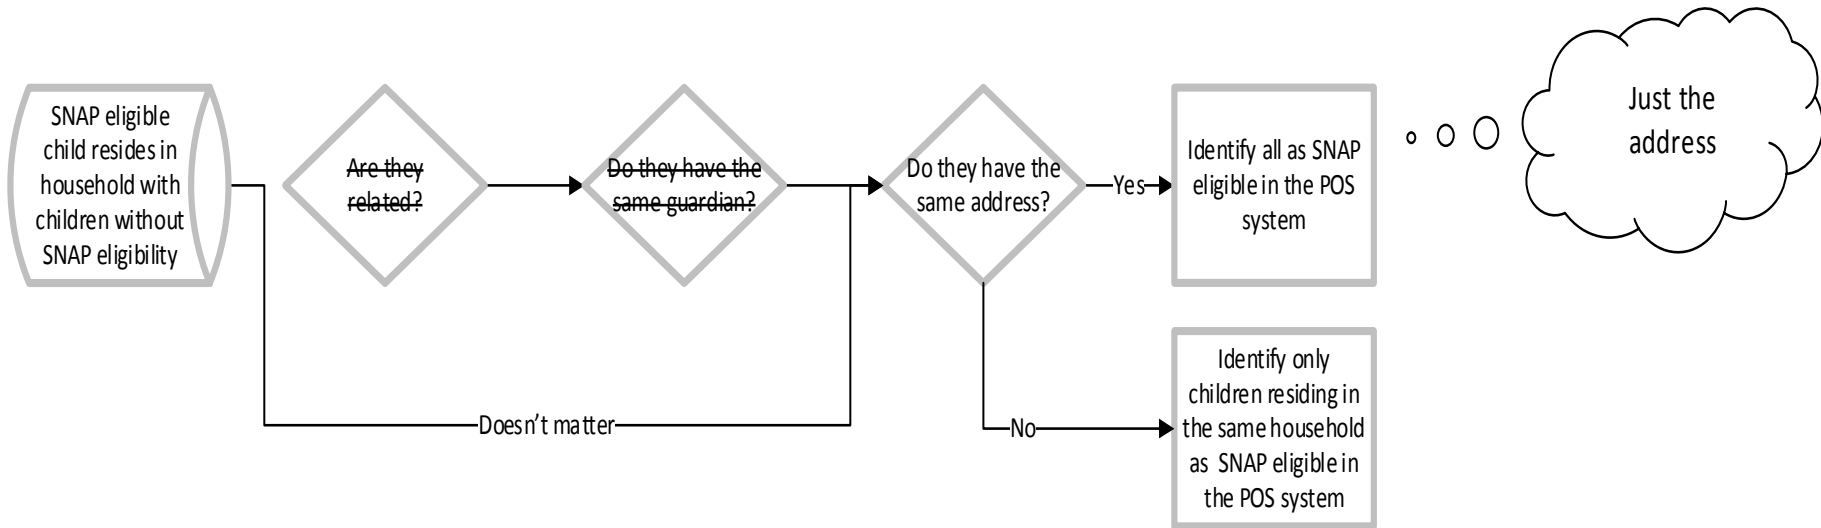 SNAP eligible
child resides in
household with
children without
SNAP eligibility
Are they
related?
Do they have the
same guardian?
Do they have the
same address?
Yes
Identify all as SNAP
eligible in the POS
system
Just the
address
Doesn't matter
No
Identify only
children residing in
the same household
as SNAP eligible in
the POS system